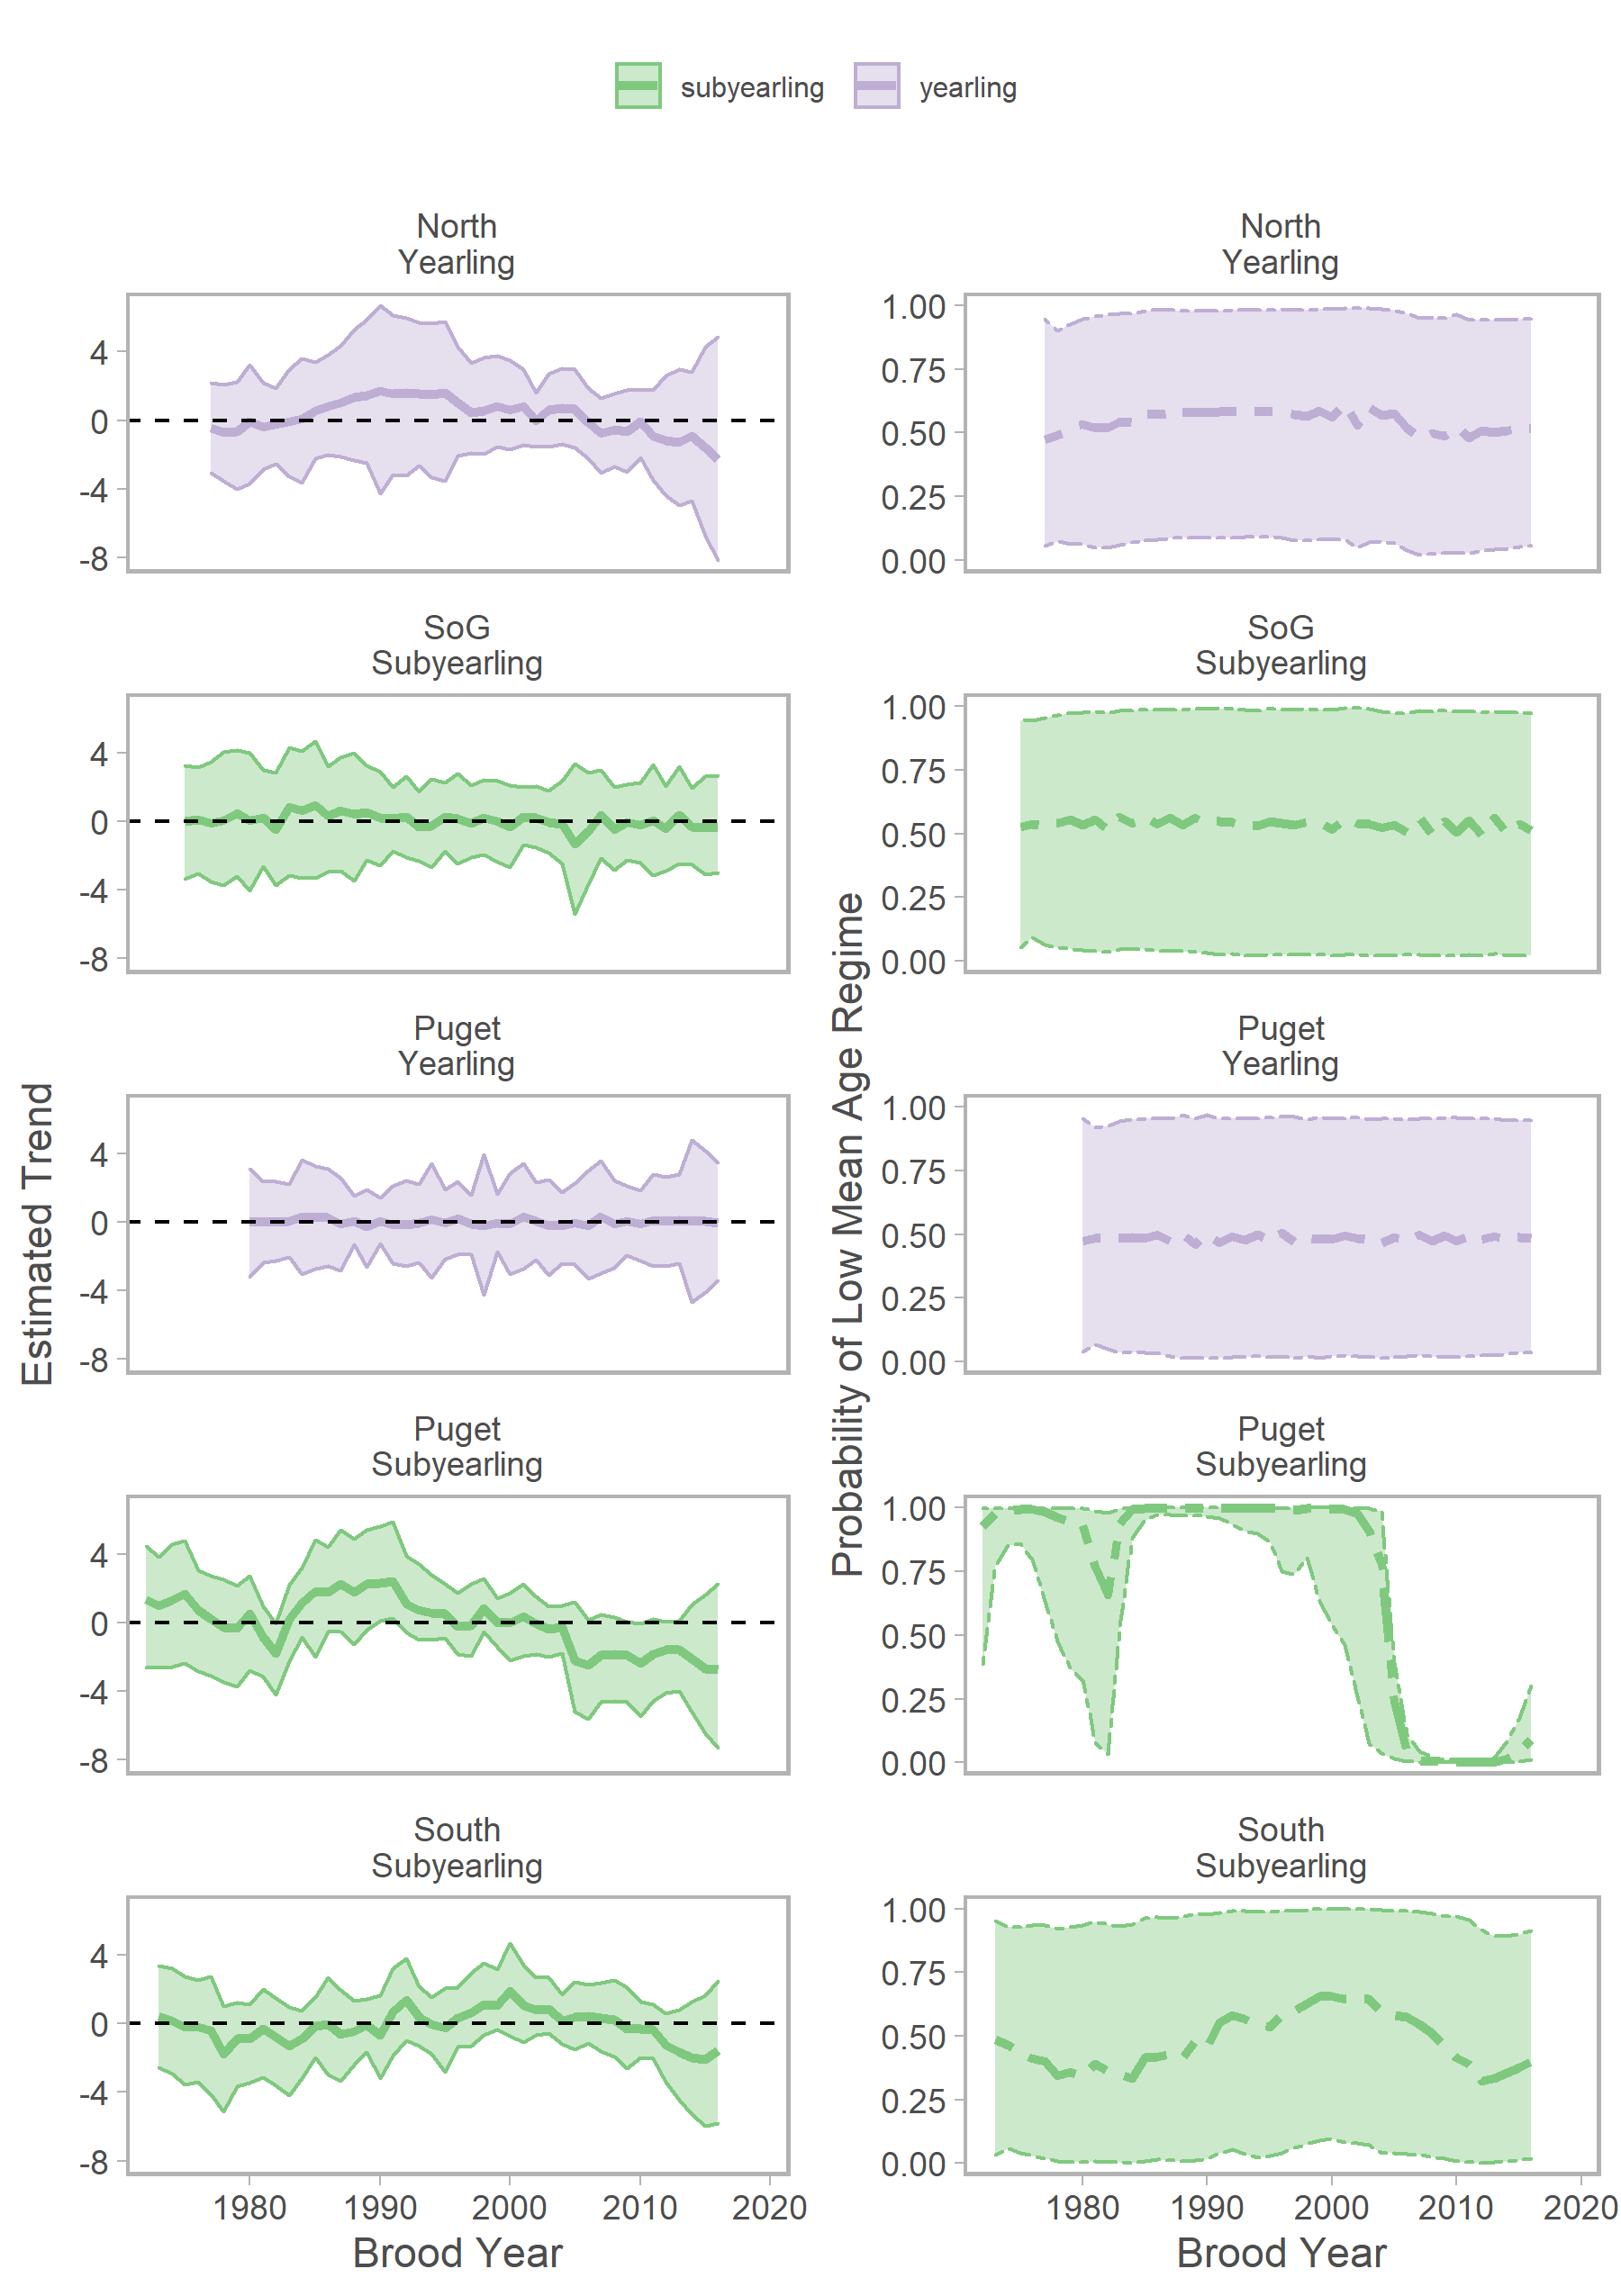 subyearling
yearling
North
Yearling
North
Yearling
4
0
-4
-8
1.00
0.75
0.50
0.25
0.00
SoG
Subyearling
SoG
Subyearling
4
0
-4
-8
1.00
0.75
0.50
0.25
0.00
Puget
Yearling
Puget
Yearling
4
0
-4
-8
1.00
0.75
0.50
0.25
0.00
Estimated Trend
Probability of Low Mean Age Regime
Puget
Subyearling
Puget
Subyearling
4
0
-4
-8
1.00
0.75
0.50
0.25
0.00
South
Subyearling
South
Subyearling
4
0
-4
-8
1.00
0.75
0.50
0.25
0.00
1980 1990 2000 2010 2020
1980 1990 2000 2010 2020
Brood Year
Brood Year